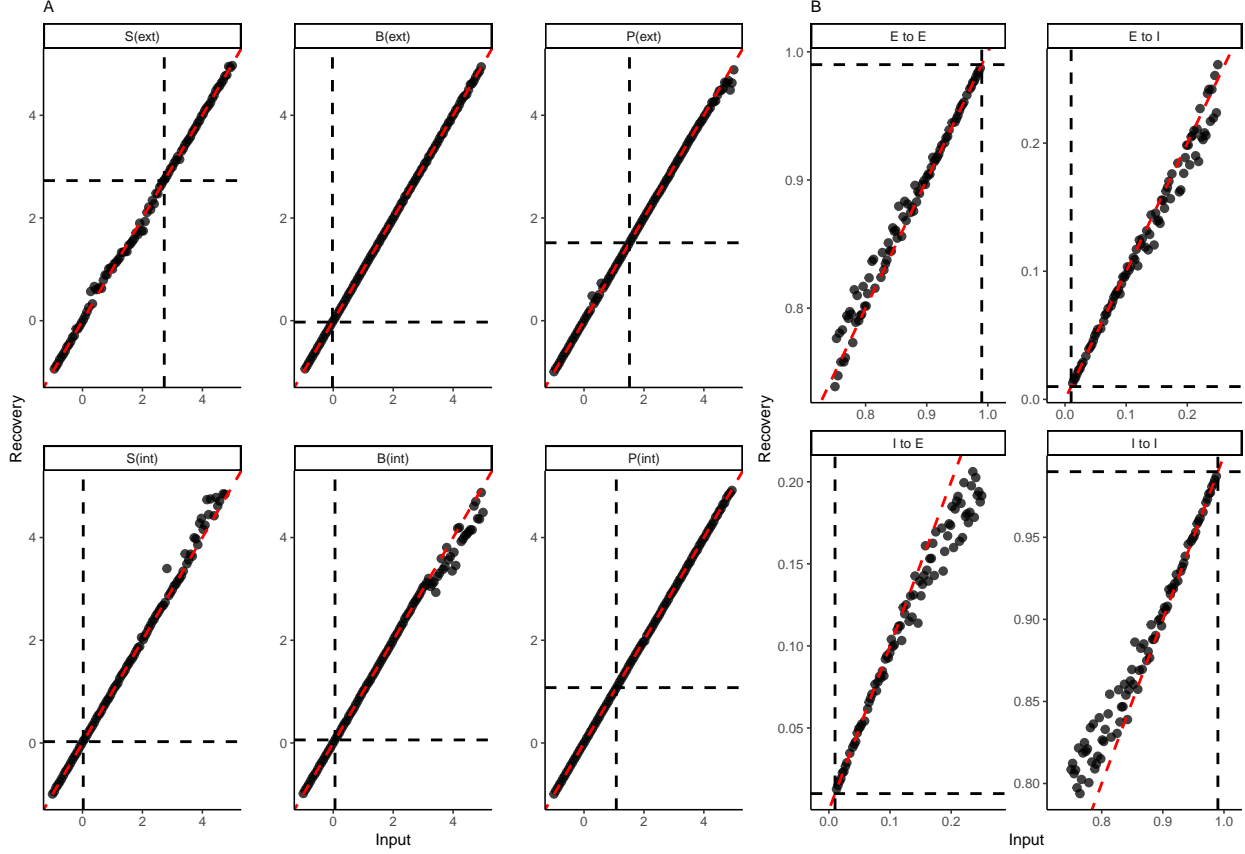 A
B
S(ext)
B(ext)
P(ext)
E to E
E to I
4
2
0
4
2
0
4
2
0
1.0
0.9
0.8
0.2
0.1
0.0
0 2 4
0 2 4
0 2 4
0.8 0.9 1.0
0.0 0.1 0.2
Recovery
Recovery
S(int)
B(int)
P(int)
I to E
I to I
4
2
0
4
2
0
4
2
0
0.20
0.15
0.10
0.05
0.95
0.90
0.85
0.80
0 2 4
0 2 4
0 2 4
0.0 0.1 0.2
0.8 0.9 1.0
Input
Input